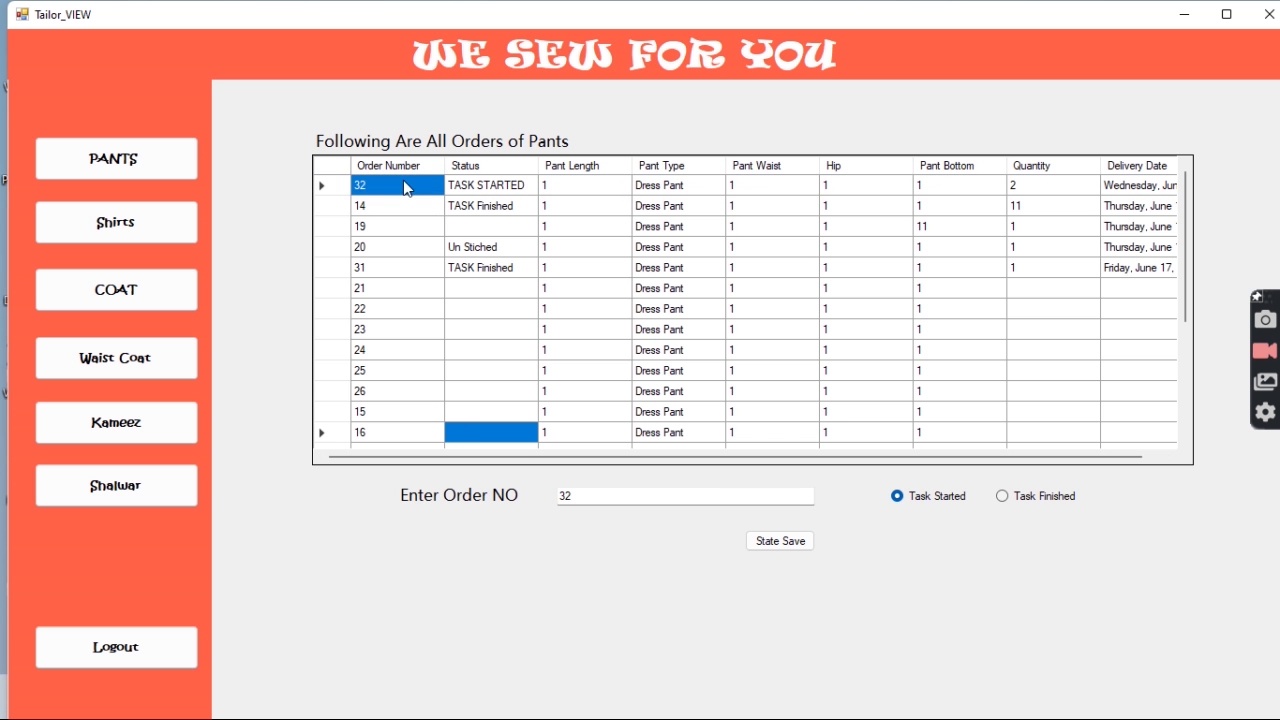 Tailor_VIEW
WE SEW FOR YOU
PANTS
Shirts
COAT
Waist Coat
Kameez
Shalwar
Logout
Following Are All Orders of Pants
Order Number Status Pant Length Pant Type Pant Waist Hip Pant Bottom Quantity Delivery Date
32 TASK STARTED 1 Dress Pant 1 1 1 2 Wednesday, Jun
14 TASK Finished 1 Dress Pant 1 1 1 11 Thursday, June
19 1 Dress Pant 1 1 11 1 Thursday, June
20 Un Stiched 1 Dress Pant 1 1 1 1 Thursday, June
31 TASK Finished 1 Dress Pant 1 1 1 1 Friday, June 17,
21 1 Dress Pant 1 1 1
22 1 Dress Pant 1 1 1
23 1 Dress Pant 1 1 1
24 1 Dress Pant 1 1 1
25 1 Dress Pant 1 1 1
26 1 Dress Pant 1 1 1
15 1 Dress Pant 1 1 1
16 1 Dress Pant 1 1 1
Enter Order NO 32 Task Started Task Finished
State Save